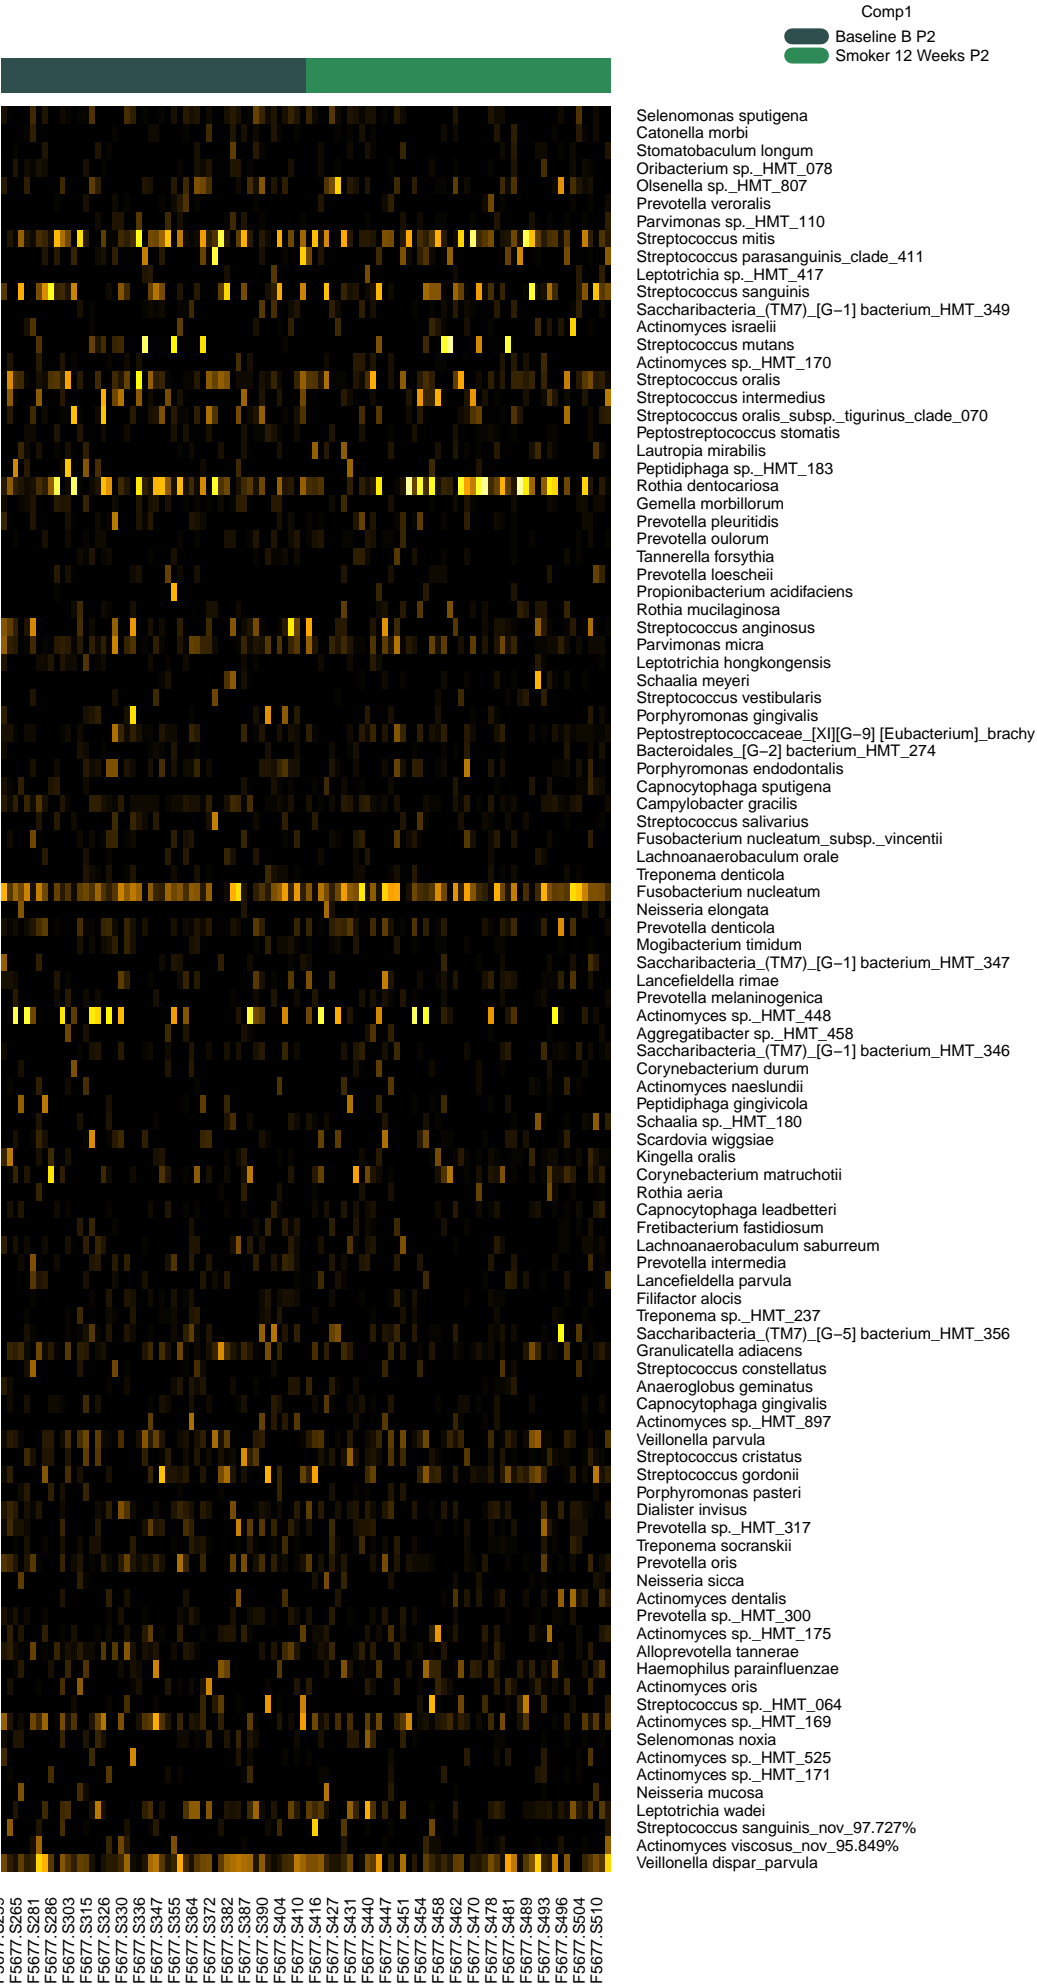 Comp1
Baseline B P2
Smoker 12 Weeks P2
Selenomonas sputigena
Catonella morbi
Stomatobaculum longum
Oribacterium sp._HMT_078
Olsenella sp._HMT_807
Prevotella veroralis
Parvimonas sp._HMT_110
Streptococcus mitis
Streptococcus parasanguinis_clade_411
Leptotrichia sp._HMT_417
Streptococcus sanguinis
Saccharibacteria_(TM7)_[G−1] bacterium_HMT_349
Actinomyces israelii
Streptococcus mutans
Actinomyces sp._HMT_170
Streptococcus oralis
Streptococcus intermedius
Streptococcus oralis_subsp._tigurinus_clade_070
Peptostreptococcus stomatis
Lautropia mirabilis
Peptidiphaga sp._HMT_183
Rothia dentocariosa
Gemella morbillorum
Prevotella pleuritidis
Prevotella oulorum
Tannerella forsythia
Prevotella loescheii
Propionibacterium acidifaciens
Rothia mucilaginosa
Streptococcus anginosus
Parvimonas micra
Leptotrichia hongkongensis
Schaalia meyeri
Streptococcus vestibularis
Porphyromonas gingivalis
Peptostreptococcaceae_[XI][G−9] [Eubacterium]_brachy
Bacteroidales_[G−2] bacterium_HMT_274
Porphyromonas endodontalis
Capnocytophaga sputigena
Campylobacter gracilis
Streptococcus salivarius
Fusobacterium nucleatum_subsp._vincentii
Lachnoanaerobaculum orale
Treponema denticola
Fusobacterium nucleatum
Neisseria elongata
Prevotella denticola
Mogibacterium timidum
Saccharibacteria_(TM7)_[G−1] bacterium_HMT_347
Lancefieldella rimae
Prevotella melaninogenica
Actinomyces sp._HMT_448
Aggregatibacter sp._HMT_458
Saccharibacteria_(TM7)_[G−1] bacterium_HMT_346
Corynebacterium durum
Actinomyces naeslundii
Peptidiphaga gingivicola
Schaalia sp._HMT_180
Scardovia wiggsiae
Kingella oralis
Corynebacterium matruchotii
Rothia aeria
Capnocytophaga leadbetteri
Fretibacterium fastidiosum
Lachnoanaerobaculum saburreum
Prevotella intermedia
Lancefieldella parvula
Filifactor alocis
Treponema sp._HMT_237
Saccharibacteria_(TM7)_[G−5] bacterium_HMT_356
Granulicatella adiacens
Streptococcus constellatus
Anaeroglobus geminatus
Capnocytophaga gingivalis
Actinomyces sp._HMT_897
Veillonella parvula
Streptococcus cristatus
Streptococcus gordonii
Porphyromonas pasteri
Dialister invisus
Prevotella sp._HMT_317
Treponema socranskii
Prevotella oris
Neisseria sicca
Actinomyces dentalis
Prevotella sp._HMT_300
Actinomyces sp._HMT_175
Alloprevotella tannerae
Haemophilus parainfluenzae
Actinomyces oris
Streptococcus sp._HMT_064
Actinomyces sp._HMT_169
Selenomonas noxia
Actinomyces sp._HMT_525
Actinomyces sp._HMT_171
Neisseria mucosa
Leptotrichia wadei
Streptococcus sanguinis_nov_97.727%
Actinomyces viscosus_nov_95.849%
Veillonella dispar_parvula
F5677.S265
F5677.S281
F5677.S286
F5677.S303
F5677.S315
F5677.S326
F5677.S330
F5677.S336
F5677.S347
F5677.S355
F5677.S364
F5677.S372
F5677.S382
F5677.S387
F5677.S390
F5677.S404
F5677.S410
F5677.S416
F5677.S427
F5677.S431
F5677.S440
F5677.S447
F5677.S451
F5677.S454
F5677.S458
F5677.S462
F5677.S470
F5677.S478
F5677.S481
F5677.S489
F5677.S493
F5677.S496
F5677.S504
F5677.S510